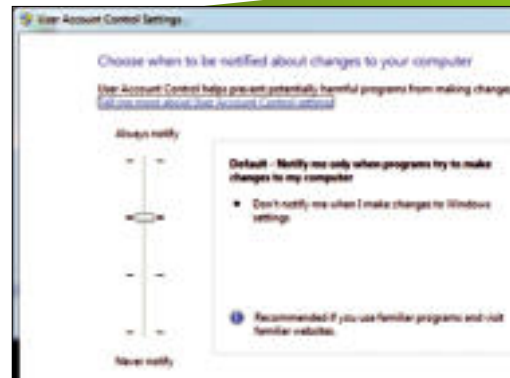 User Account Control Settings
Choose when to be notified about changes to your computer
User Account Control helps prevent potentially harmful programs from making changes
Tell me more about User Account Control settings
Always notify
Default - Notify me only when programs try to make
changes to my computer
• Don't notify me when I make changes to Windows
settings
Recommended if you use familiar programs and visit
familiar websites.
Never notify